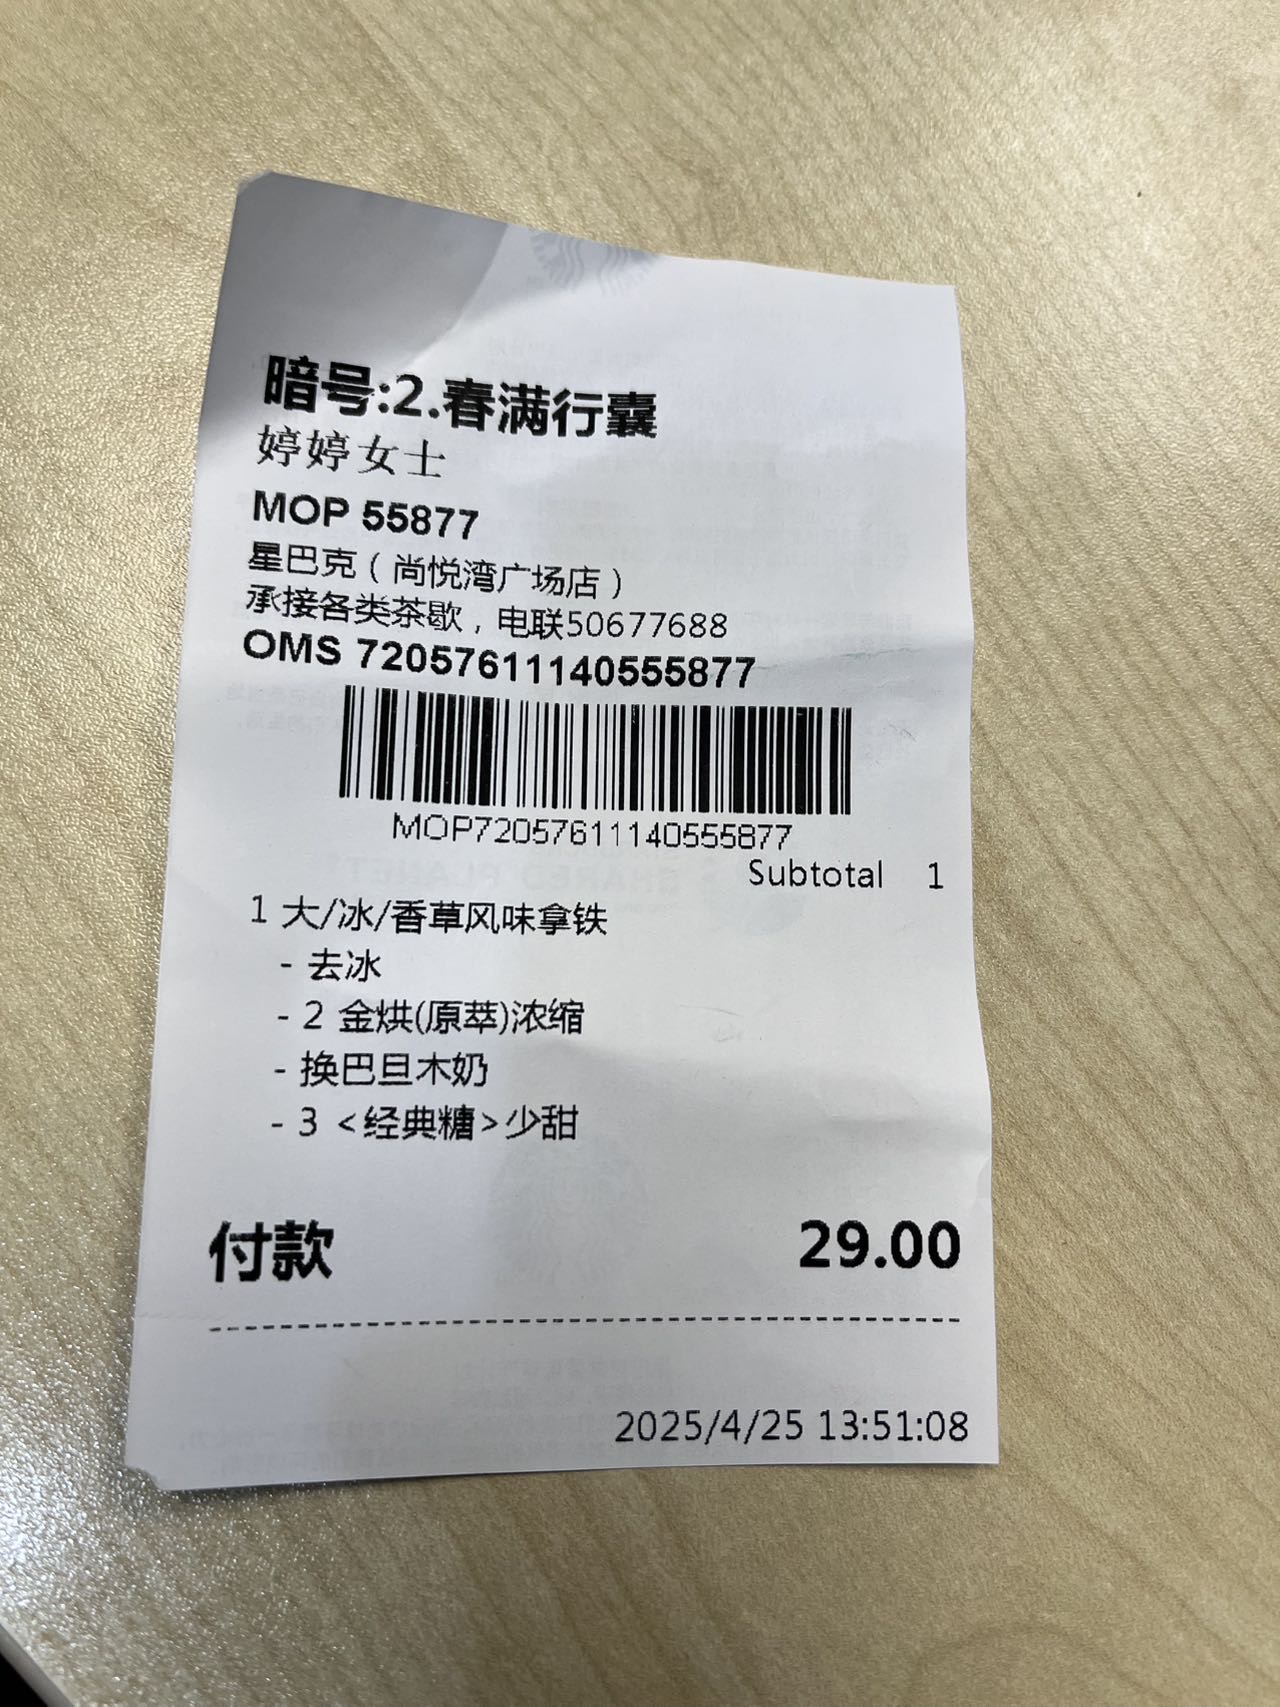 暗号:2.春满行囊
婷婷女士
MOP 55877
星巴克（尚悦湾广场店）
承接各类茶歇，电联50677688
OMS 72057611140555877
MOP72057611140555877
Subtotal 1
1 大/冰/香草风味拿铁
- 去冰
- 2 金烘(原萃)浓缩
- 换巴旦木奶
- 3 <经典糖>少甜
付款 29.00
2025/4/25 13:51:08